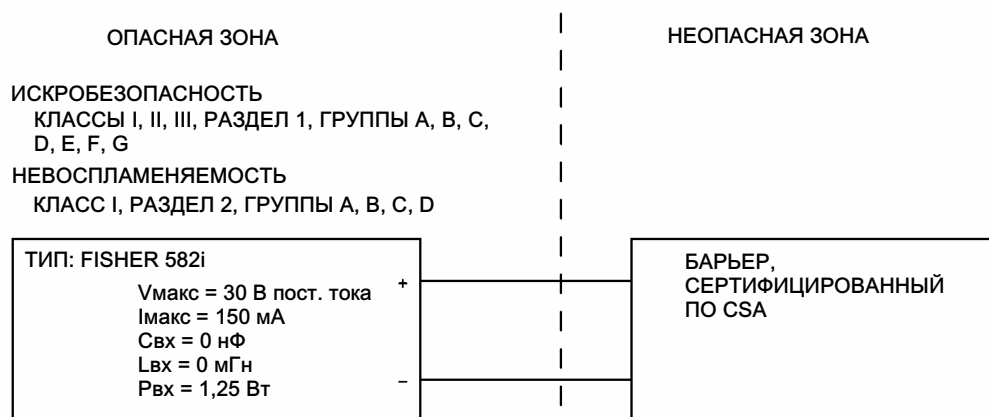 ОПАСНАЯ ЗОНА
НЕОПАСНАЯ ЗОНА
ИСКРОБЕЗОПАСНОСТЬ
КЛАССЫ I, II, III, РАЗДЕЛ 1, ГРУППЫ A, B, C,
D, E, F, G
НЕВОСПЛАМЕНЯЕМОСТЬ
КЛАСС I, РАЗДЕЛ 2, ГРУППЫ A, B, C, D
ТИП: FISHER 582i
Vмакс = 30 В пост. тока
Iмакс = 150 мА
Cвх = 0 нФ
Lвх = 0 мГн
Pвх = 1,25 Вт
+
–
БАРЬЕР,
СЕРТИФИЦИРОВАННЫЙ
ПО CSA